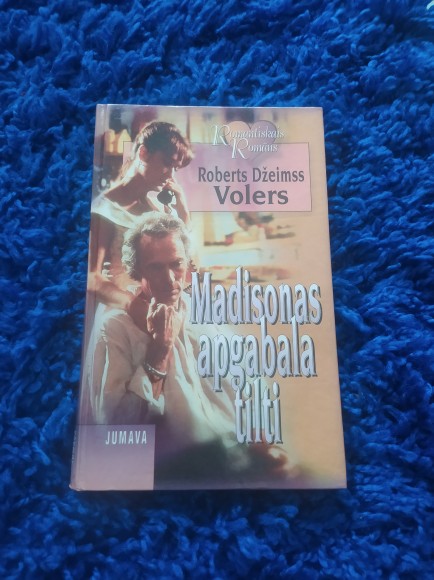 Romantiskais
Romāns
Roberts Džeimss
Volers
Madisonas
apgabala
tilti
JUMAVA